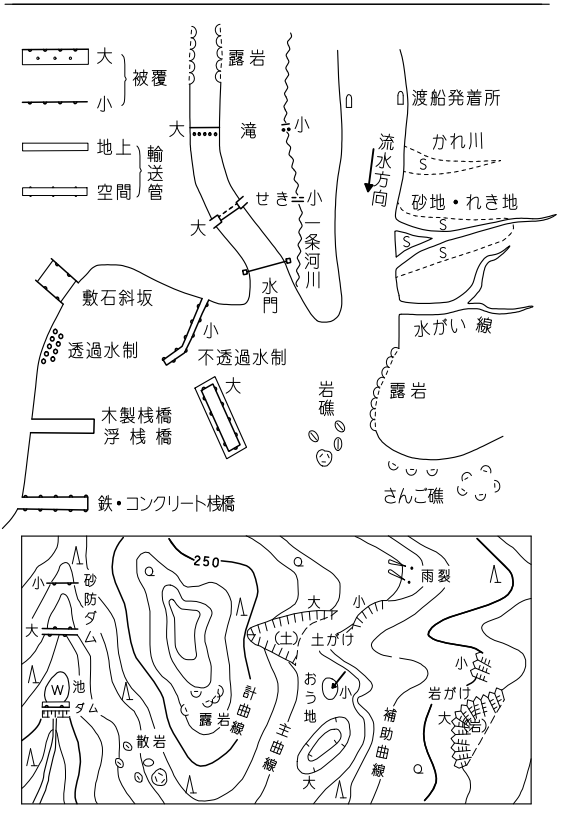 大
小
被覆
地上
空間
輸送管
露岩
大
滝
小
渡船発着所
流水方向
かれ川
S
砂地・れき地
S
S
S
せき
小
大
一条河川
水門
水がい線
敷石斜坂
透過水制
小
不透過水制
大
岩礁
露岩
木製桟橋
浮桟橋
鉄・コンクリート桟橋
さんご礁
250
小
砂防ダム
大
W
池
ダム
散岩
露岩
計曲線
主曲線
大
小
(土)
土がけ
雨裂
おう地
小
大
補助曲線
小
岩がけ
大
(岩)